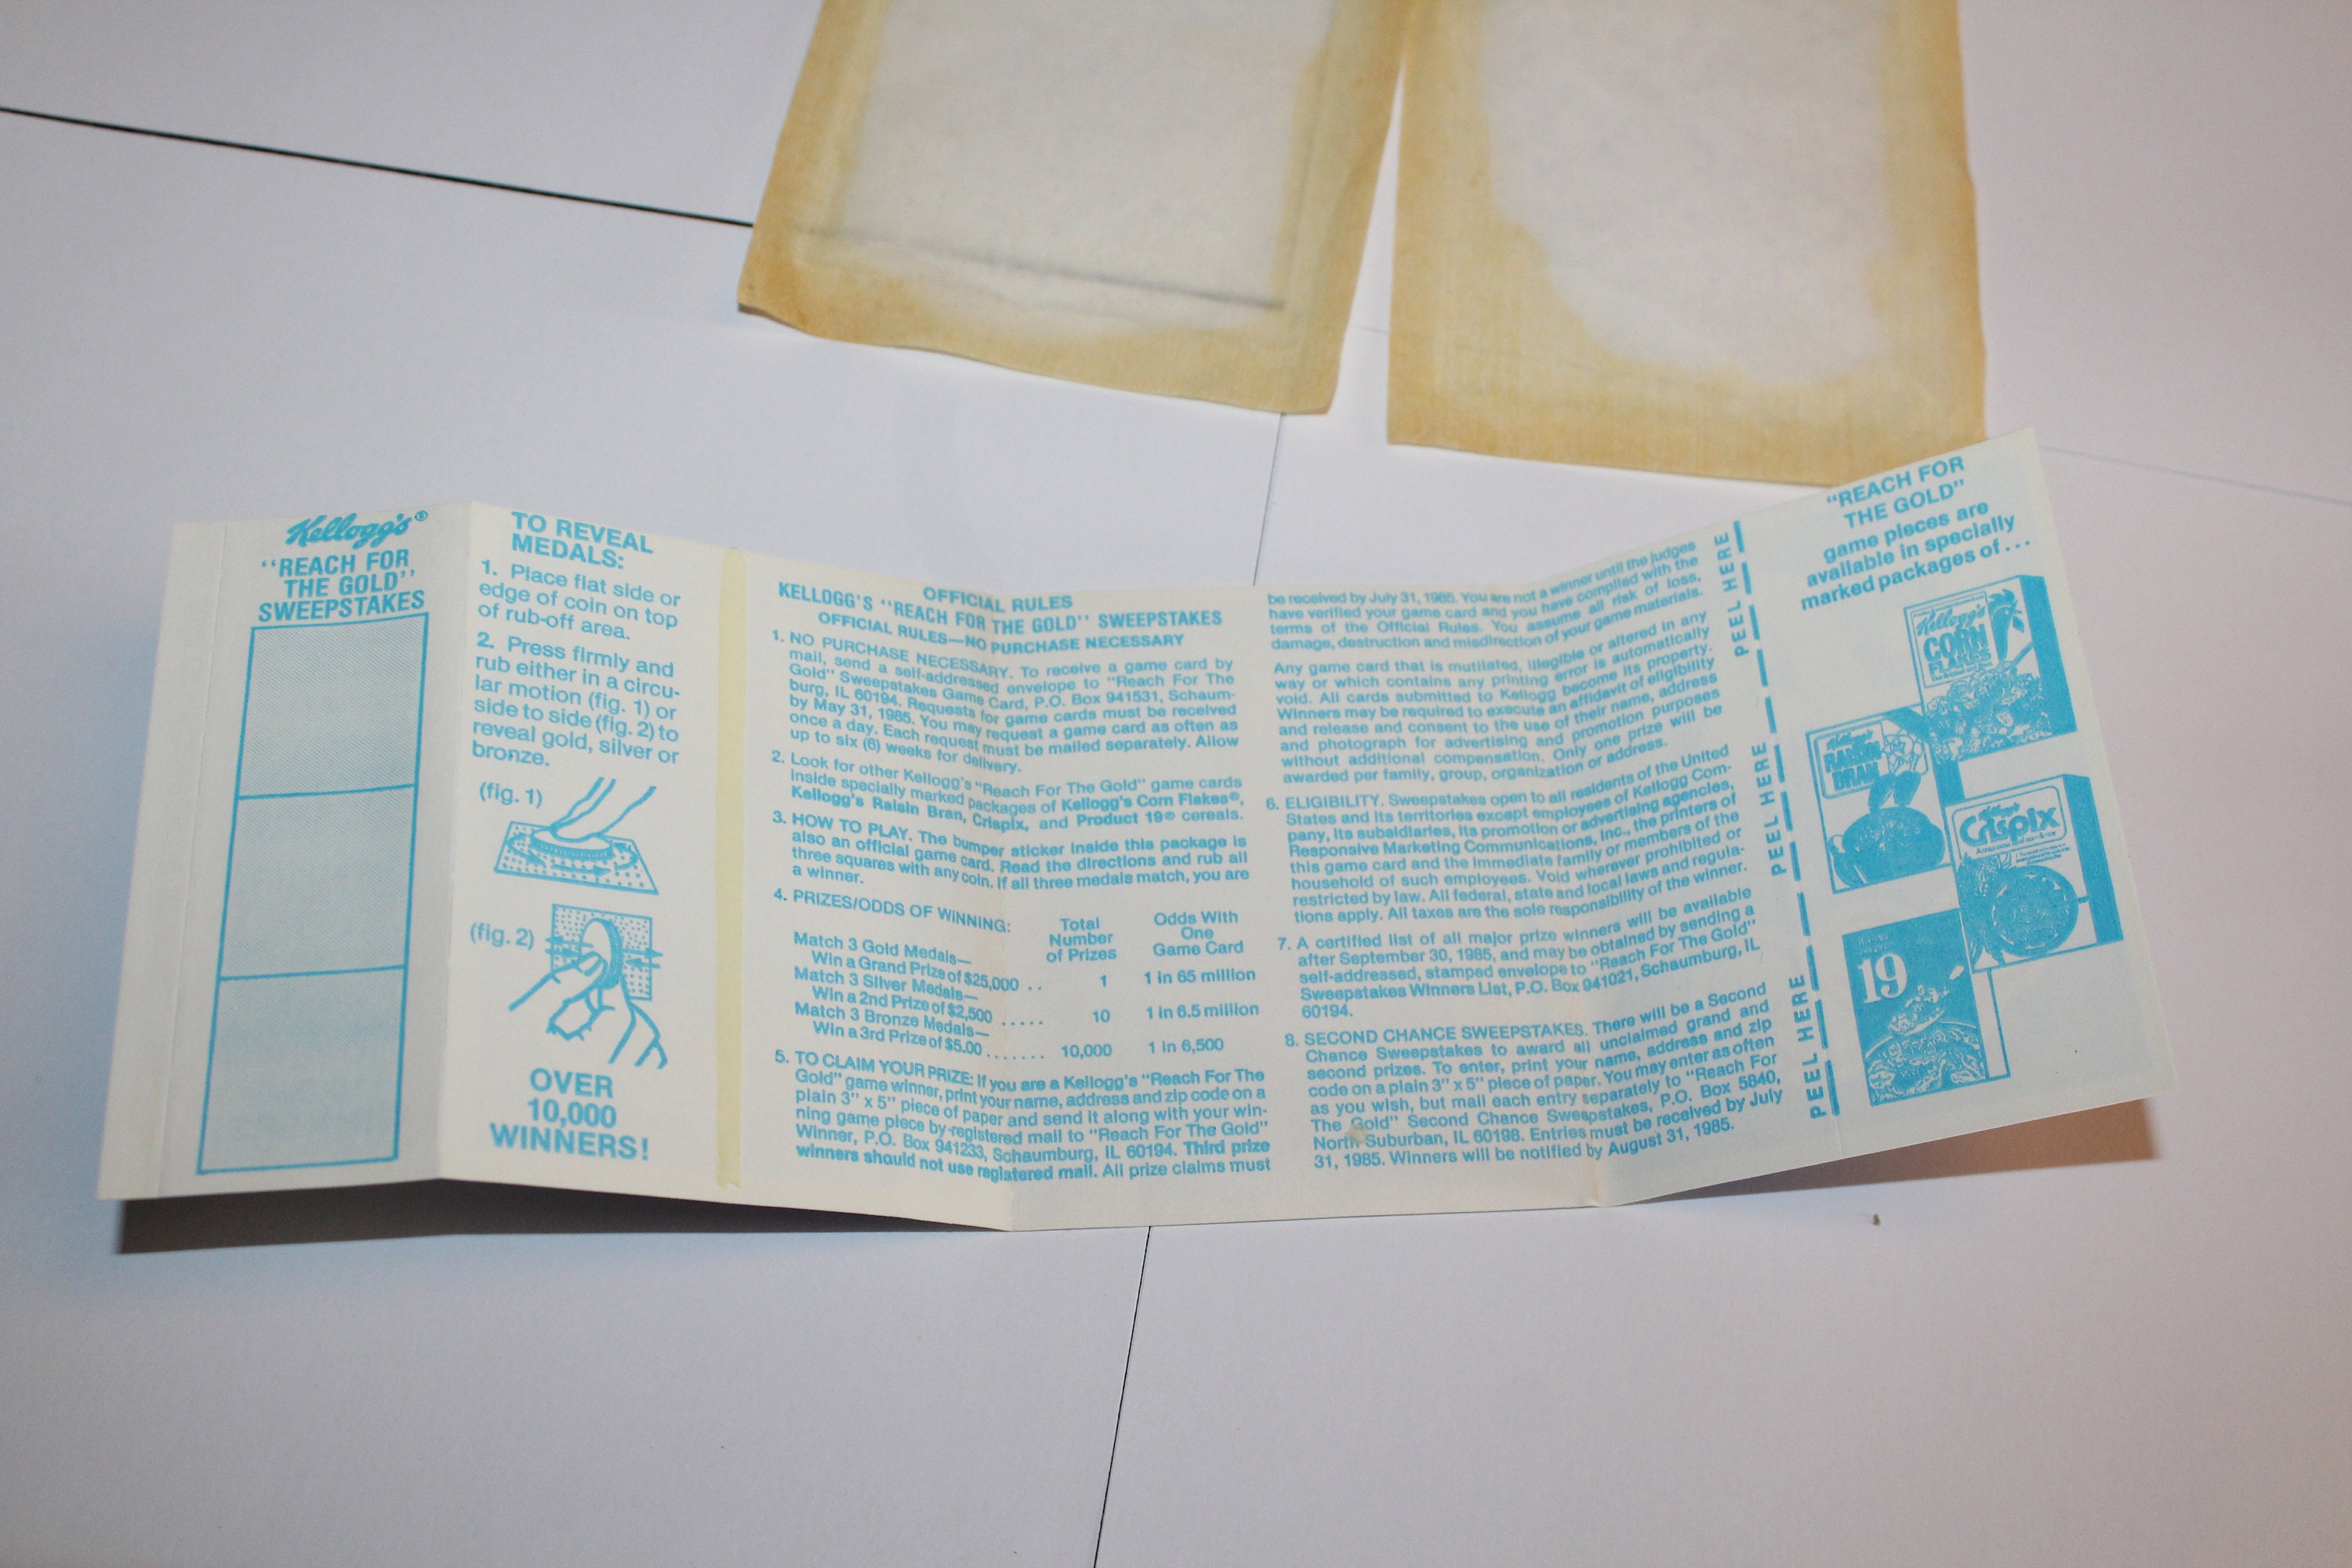 Kellogg's®
"REACH FOR
THE GOLD"
SWEEPSTAKES
TO REVEAL
MEDALS:
1. Place flat side or
edge of coin on top
of rub-off area.
2. Press firmly and
rub either in a circu-
lar motion (fig. 1) or
side to side (fig. 2) to
reveal gold, silver or
bronze.
(fig. 1)
(fig. 2)
OVER
10,000
WINNERS!
OFFICIAL RULES
KELLOGG'S "REACH FOR THE GOLD" SWEEPSTAKES
OFFICIAL RULES—NO PURCHASE NECESSARY
1. NO PURCHASE NECESSARY. To receive a game card by
mail, send a self-addressed envelope to "Reach For The
Gold" Sweepstakes Game Card, P.O. Box 941531, Schaum-
burg, IL 60194. Requests for game cards must be received
by May 31, 1985. You may request a game card as often as
once a day. Each request must be mailed separately. Allow
up to six (6) weeks for delivery.
2. Look for other Kellogg's "Reach For The Gold" game cards
inside specially marked packages of Kellogg's Corn Flakes®,
Kellogg's Raisin Bran, Crispix, and Product 19® cereals.
3. HOW TO PLAY. The bumper sticker inside this package is
also an official game card. Read the directions and rub all
three squares with any coin. If all three medals match, you are
a winner.
4. PRIZES/ODDS OF WINNING:
Total
Number
of Prizes
Odds With
One
Game Card
Match 3 Gold Medals—
Win a Grand Prize of $25,000 .. 1 1 in 65 million
Match 3 Silver Medals—
Win a 2nd Prize of $2,500 ..... 10 1 in 6.5 million
Match 3 Bronze Medals—
Win a 3rd Prize of $5.00 ....... 10,000 1 in 6,500
5. TO CLAIM YOUR PRIZE: If you are a Kellogg's "Reach For The
Gold" game winner, print your name, address and zip code on a
plain 3" x 5" piece of paper and send it along with your win-
ning game piece by registered mail to "Reach For The Gold"
Winner, P.O. Box 941233, Schaumburg, IL 60194. Third prize
winners should not use registered mail. All prize claims must
be received by July 31, 1985. You are not a winner until the judges
have verified your game card and you have complied with the
terms of the Official Rules. You assume all risk of loss,
damage, destruction and misdirection of your game materials.
Any game card that is mutilated, illegible or altered in any
way or which contains any printing error is automatically
void. All cards submitted to Kellogg become its property.
Winners may be required to execute an affidavit of eligibility
and release and consent to the use of their name, address
and photograph for advertising and promotion purposes
without additional compensation. Only one prize will be
awarded per family, group, organization or address.
6. ELIGIBILITY. Sweepstakes open to all residents of the United
States and its territories except employees of Kellogg Com-
pany, its subsidiaries, its promotion or advertising agencies,
Responsive Marketing Communications, Inc., the printers of
this game card and the immediate family or members of the
household of such employees. Void wherever prohibited or
restricted by law. All federal, state and local laws and regula-
tions apply. All taxes are the sole responsibility of the winner.
7. A certified list of all major prize winners will be available
after September 30, 1985, and may be obtained by sending a
self-addressed, stamped envelope to "Reach For The Gold"
Sweepstakes Winners List, P.O. Box 941021, Schaumburg, IL
60194.
8. SECOND CHANCE SWEEPSTAKES. There will be a Second
Chance Sweepstakes to award all unclaimed grand and
second prizes. To enter, print your name, address and zip
code on a plain 3" x 5" piece of paper. You may enter as often
as you wish, but mail each entry separately to "Reach For
The Gold" Second Chance Sweepstakes, P.O. Box 5840,
North Suburban, IL 60198. Entries must be received by July
31, 1985. Winners will be notified by August 31, 1985.
PEEL HERE
PEEL HERE
PEEL HERE
"REACH FOR
THE GOLD"
game pieces are
available in specially
marked packages of...
Kellogg's
CORN
FLAKES
Kellogg's
RAISIN
BRAN
Kellogg's
Crispix
19